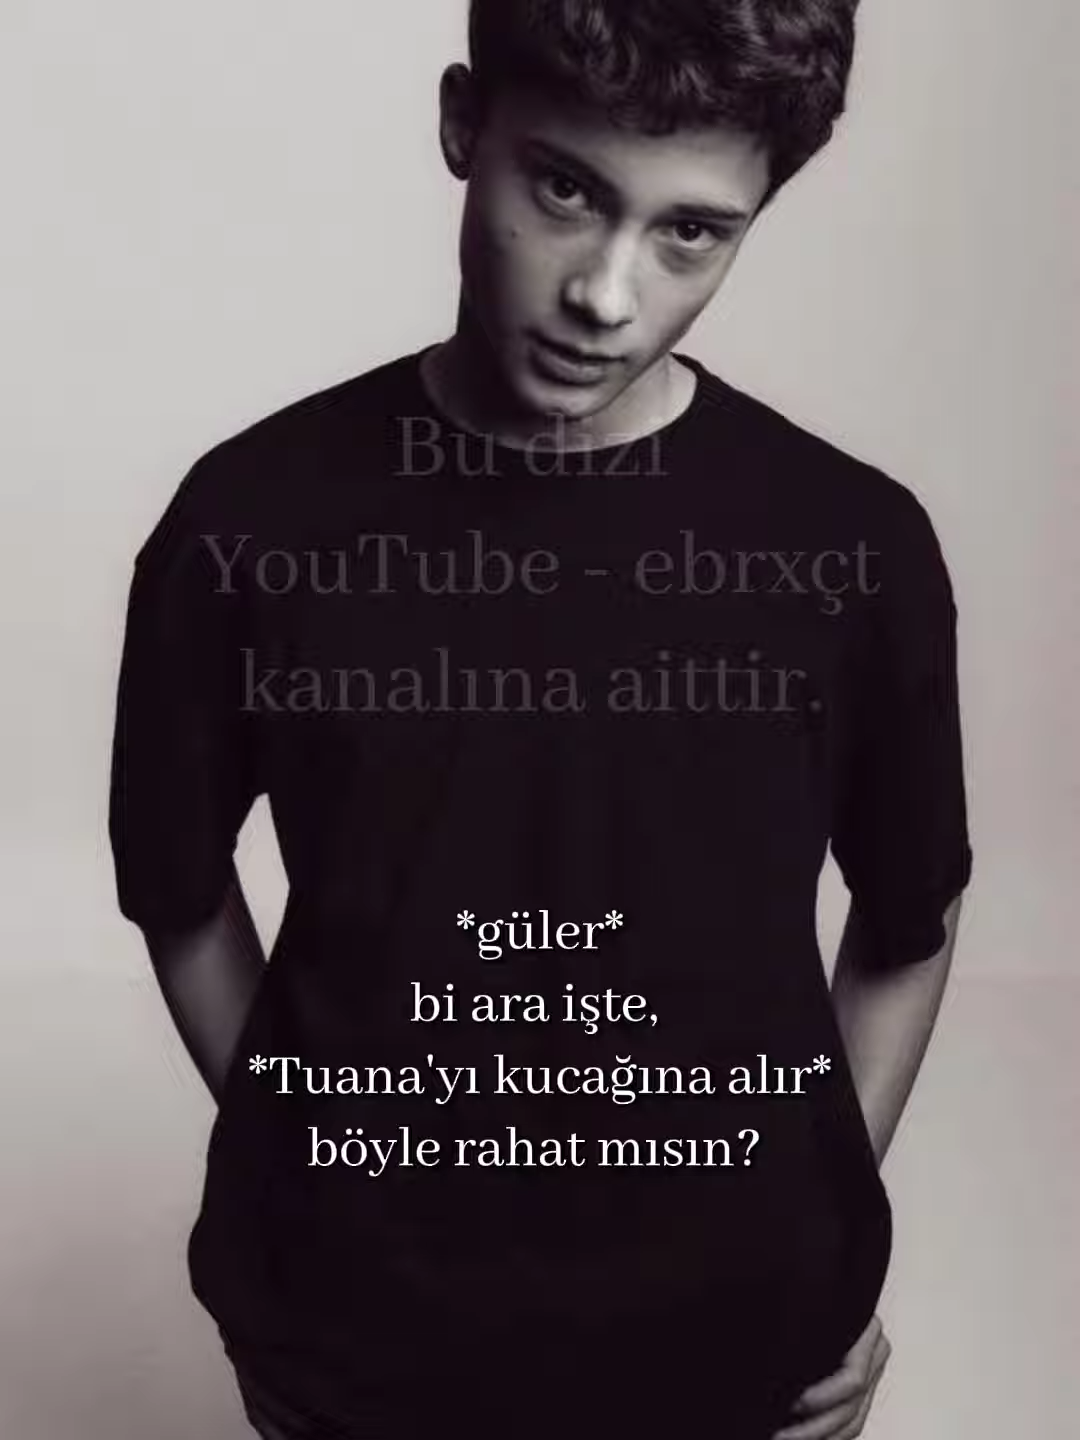 Bu dizi
YouTube - ebrxçt
kanalına aittir.
*güler*
bi ara işte,
*Tuana'yı kucağına alır*
böyle rahat mısın?